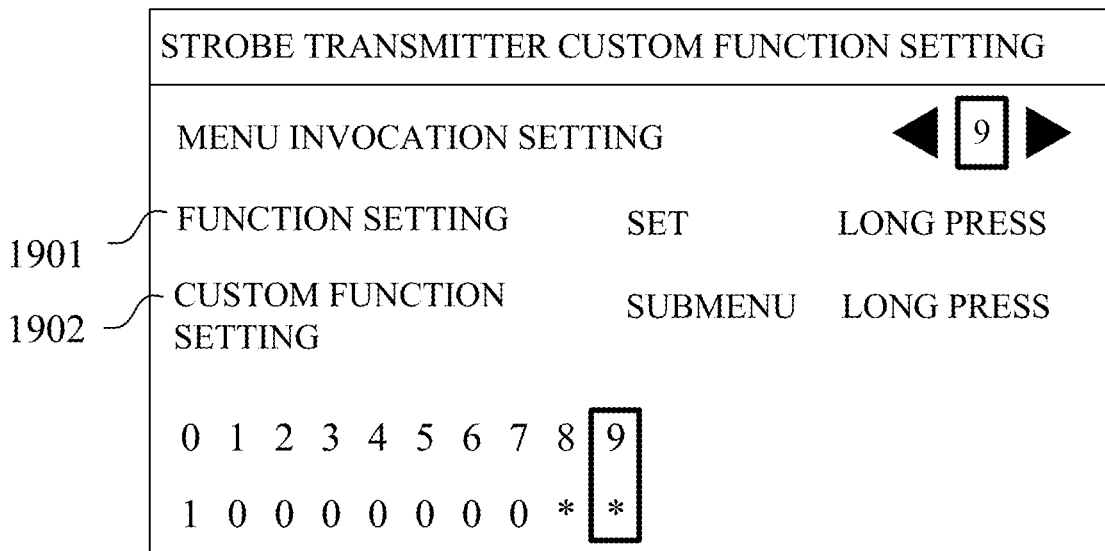 STROBE TRANSMITTER CUSTOM FUNCTION SETTING
MENU INVOCATION SETTING 9
1901 FUNCTION SETTING SET LONG PRESS
1902 CUSTOM FUNCTION SUBMENU LONG PRESS
SETTING
0 1 2 3 4 5 6 7 8 9
1 0 0 0 0 0 0 0 * *